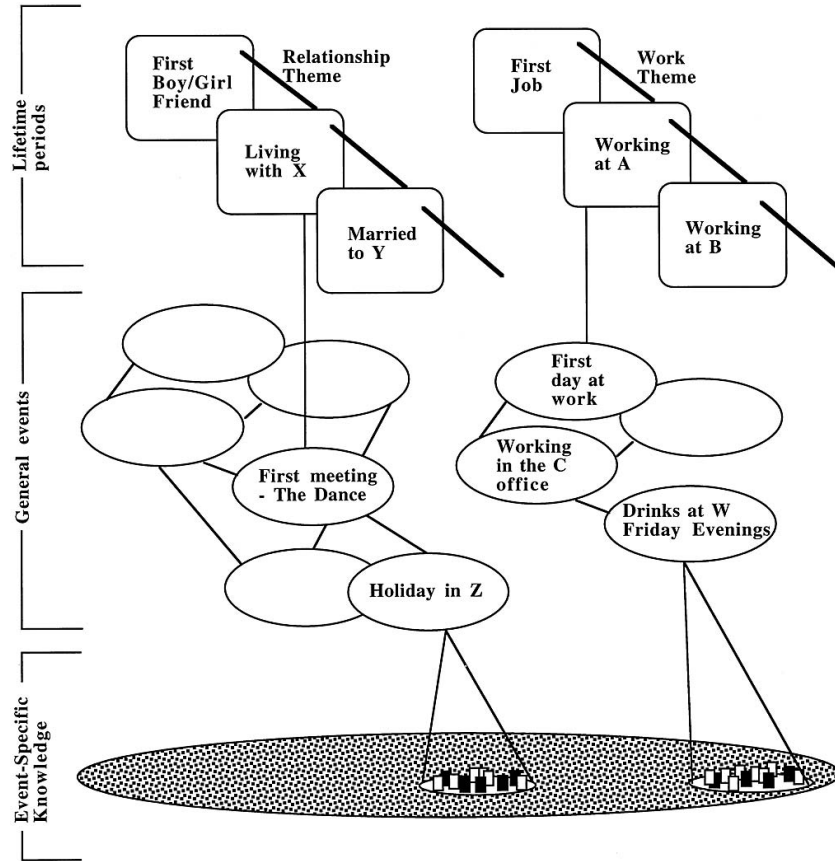 Lifetime
periods
First
Boy/Girl
Friend
Relationship
Theme
Living
with X
Married
to Y
First
Job
Work
Theme
Working
at A
Working
at B
General events
First meeting
- The Dance
Holiday in Z
First
day at
work
Working
in the C
office
Drinks at W
Friday Evenings
Event-Specific
Knowledge